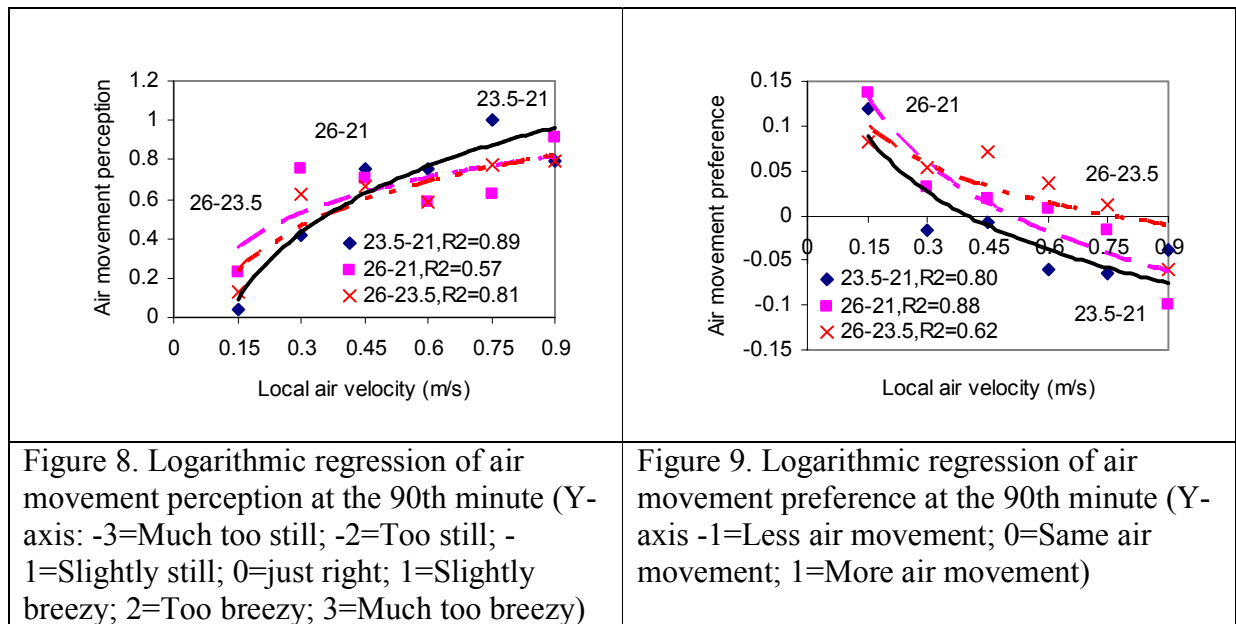 Air movement perception
1.2
1
0.8
0.6
0.4
0.2
0
0 0.15 0.3 0.45 0.6 0.75 0.9
Local air velocity (m/s)
23.5-21
26-21
26-23.5
23.5-21,R2=0.89
26-21,R2=0.57
26-23.5,R2=0.81
Air movement preference
0.15
0.1
0.05
0
-0.05
-0.1
-0.15
0 0.15 0.3 0.45 0.6 0.75 0.9
Local air velocity (m/s)
26-21
26-23.5
23.5-21
23.5-21,R2=0.80
26-21,R2=0.88
26-23.5,R2=0.62
Figure 8. Logarithmic regression of air
movement perception at the 90th minute (Y-
axis: -3=Much too still; -2=Too still; -
1=Slightly still; 0=just right; 1=Slightly
breezy; 2=Too breezy; 3=Much too breezy)
Figure 9. Logarithmic regression of air
movement preference at the 90th minute (Y-
axis -1=Less air movement; 0=Same air
movement; 1=More air movement)